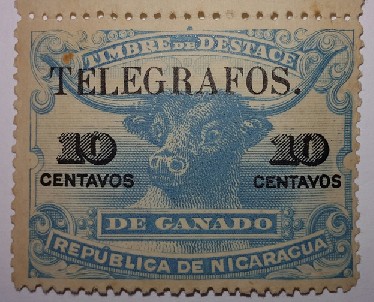 TIMBRE DE DESTACE
TELEGRAFOS.
10 10
CENTAVOS CENTAVOS
DE GANADO
REPUBLICA DE NICARAGUA